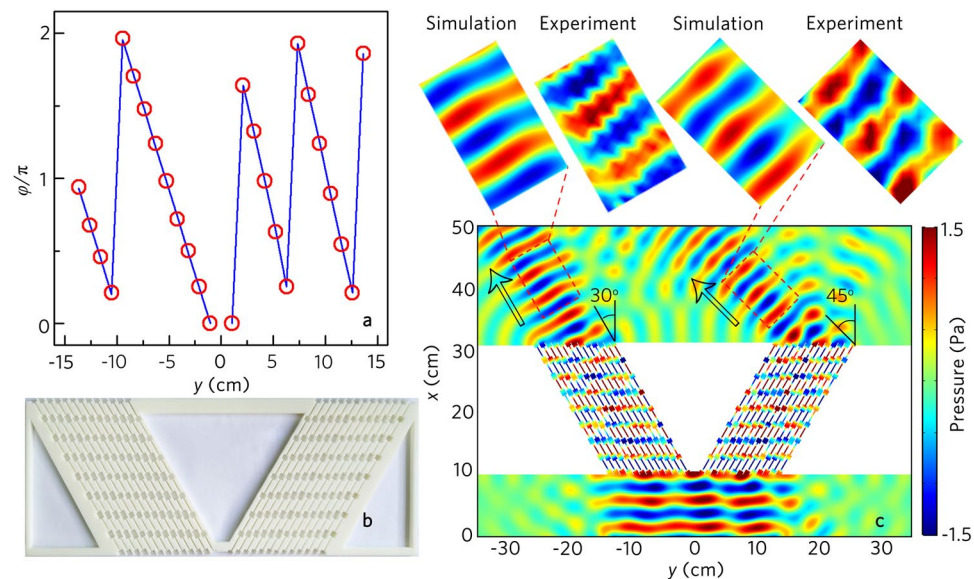 Simulation Experiment Simulation Experiment
2
φ/π
1
0
-15 -10 -5 0 5 10 15
y (cm)
a
b
50
40
30
20
10
0
x (cm)
30°
45°
-30 -20 -10 0 10 20 30
y (cm)
c
1.5
Pressure (Pa)
-1.5